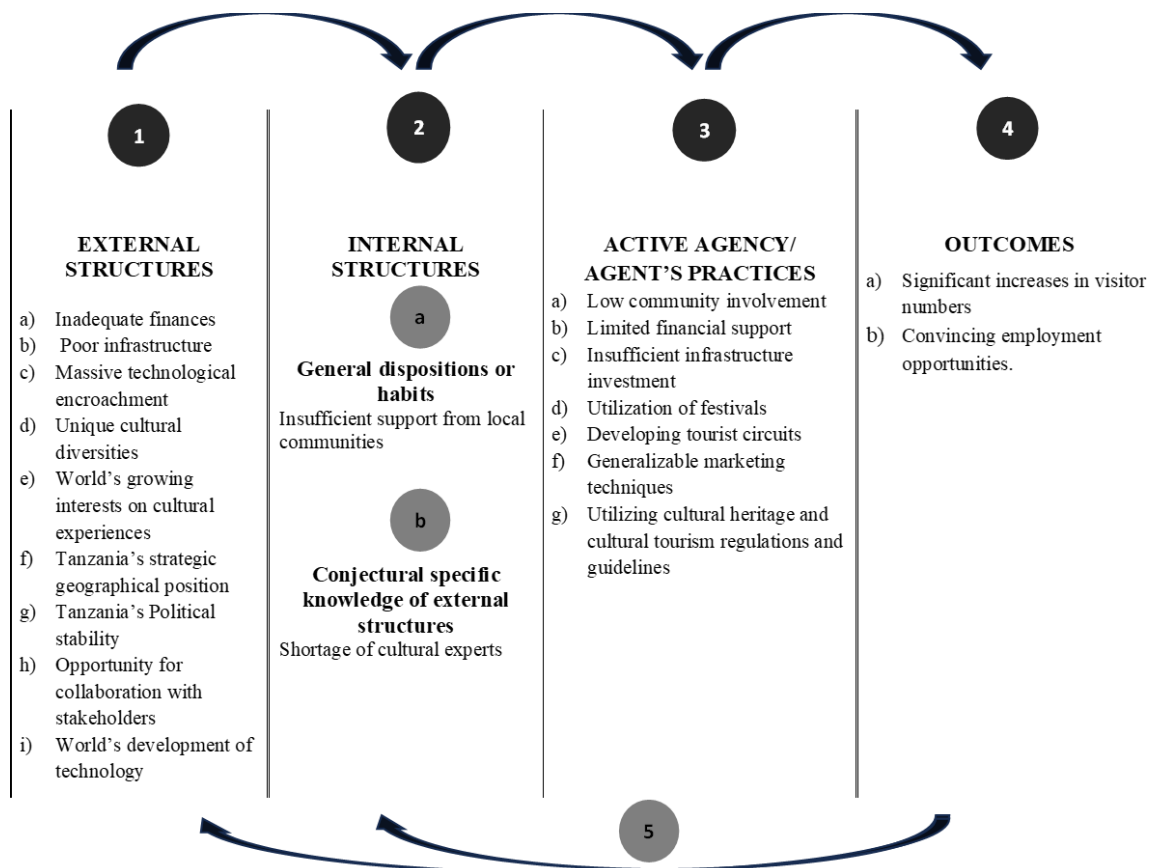 1
EXTERNAL
STRUCTURES
a) Inadequate finances
b) Poor infrastructure
c) Massive technological
encroachment
d) Unique cultural
diversities
e) World’s growing
interests on cultural
experiences
f) Tanzania’s strategic
geographical position
g) Tanzania’s Political
stability
h) Opportunity for
collaboration with
stakeholders
i) World’s development of
technology
2
INTERNAL
STRUCTURES
a
General dispositions or
habits
Insufficient support from local
communities
b
Conjectural specific
knowledge of external
structures
Shortage of cultural experts
3
ACTIVE AGENCY/
AGENT’S PRACTICES
a) Low community involvement
b) Limited financial support
c) Insufficient infrastructure
investment
d) Utilization of festivals
e) Developing tourist circuits
f) Generalizable marketing
techniques
g) Utilizing cultural heritage and
cultural tourism regulations and
guidelines
4
OUTCOMES
a) Significant increases in visitor
numbers
b) Convincing employment
opportunities.
5